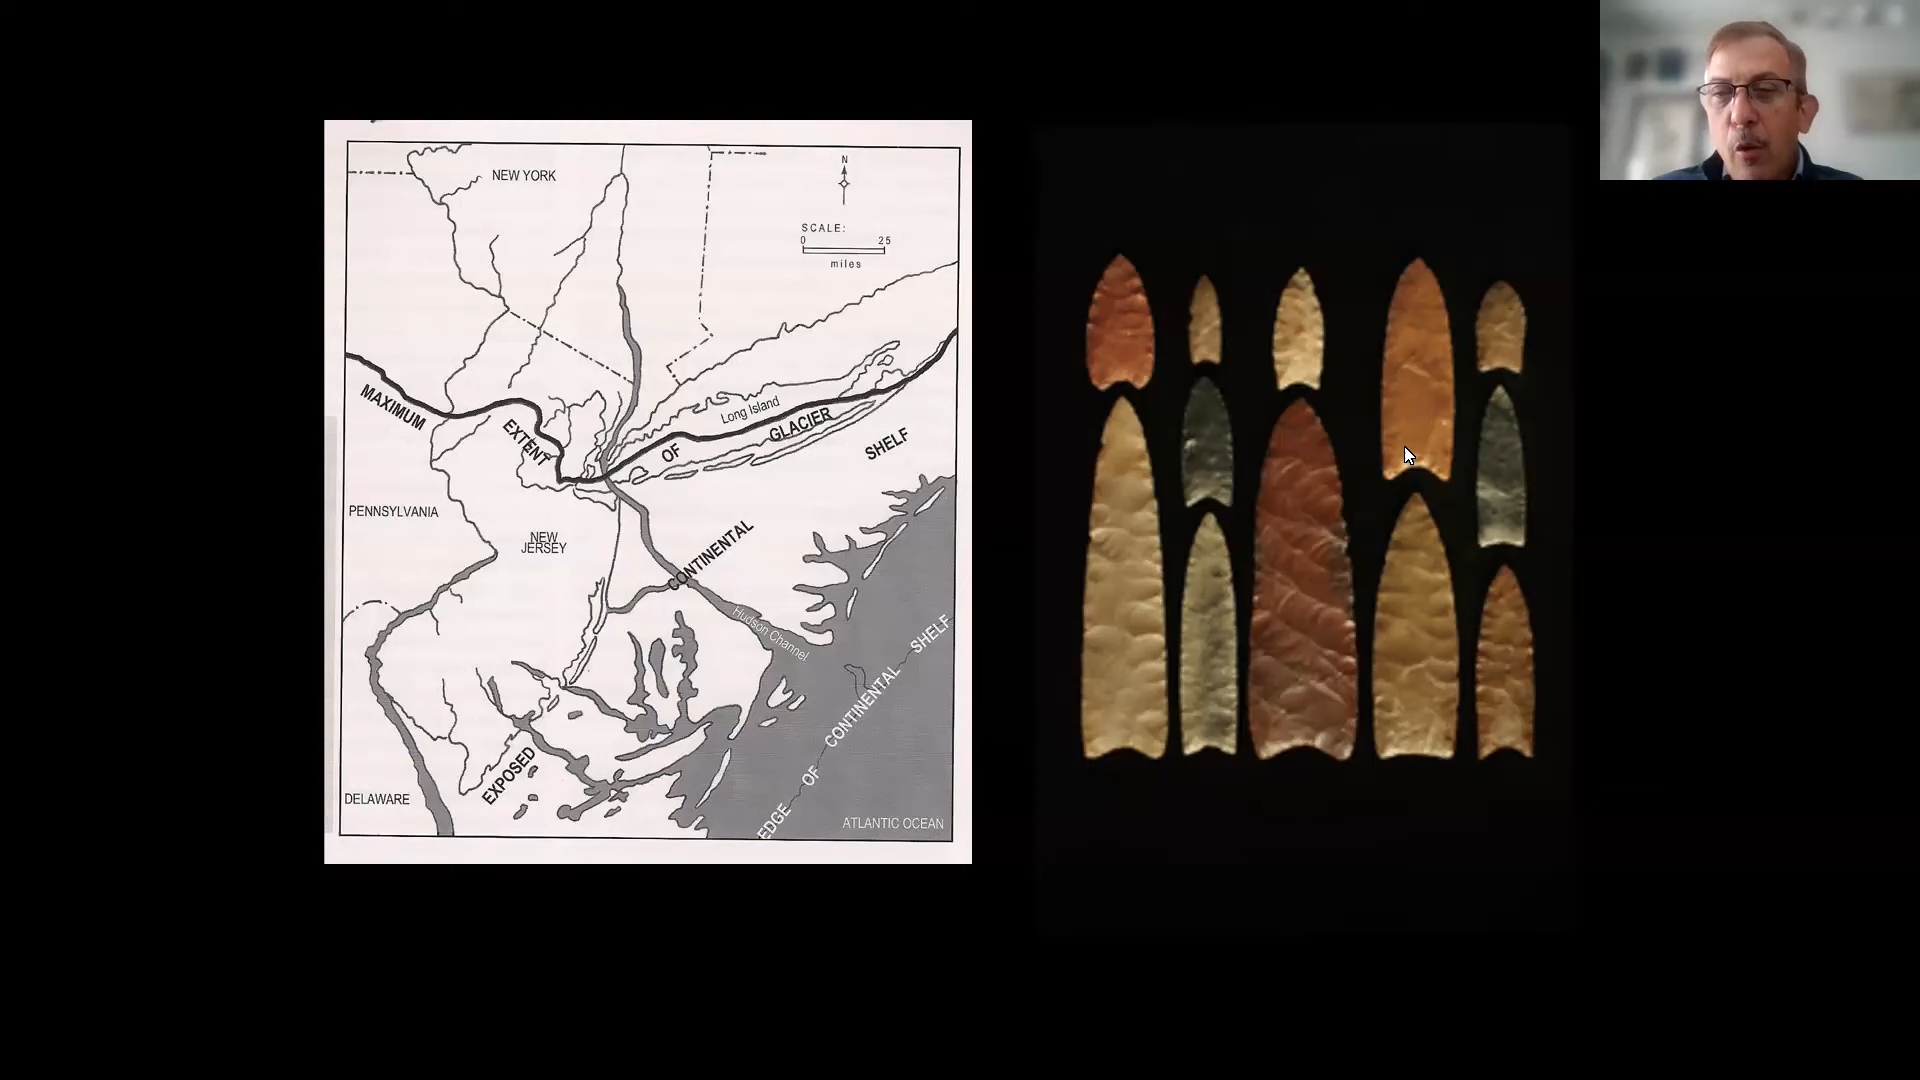 NEW YORK
N
SCALE:
0 25
miles
MAXIMUM
EXTENT
OF
GLACIER
Long Island
SHELF
PENNSYLVANIA
NEW
JERSEY
CONTINENTAL
Hudson Channel
EXPOSED
DELAWARE
EDGE OF CONTINENTAL SHELF
ATLANTIC OCEAN